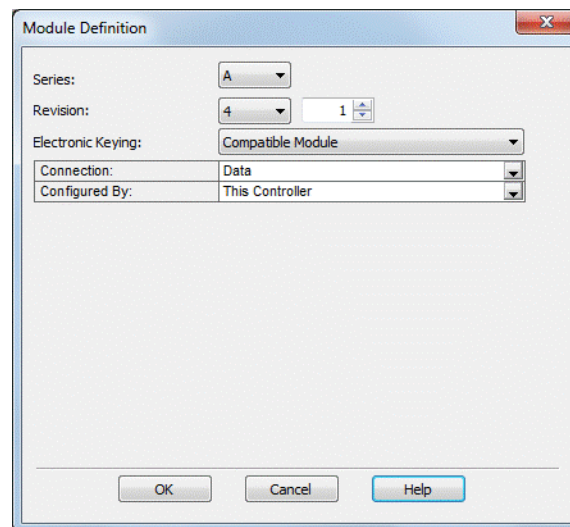 Module Definition
Series: A
Revision: 4 1
Electronic Keying: Compatible Module
Connection: Data
Configured By: This Controller
OK Cancel Help